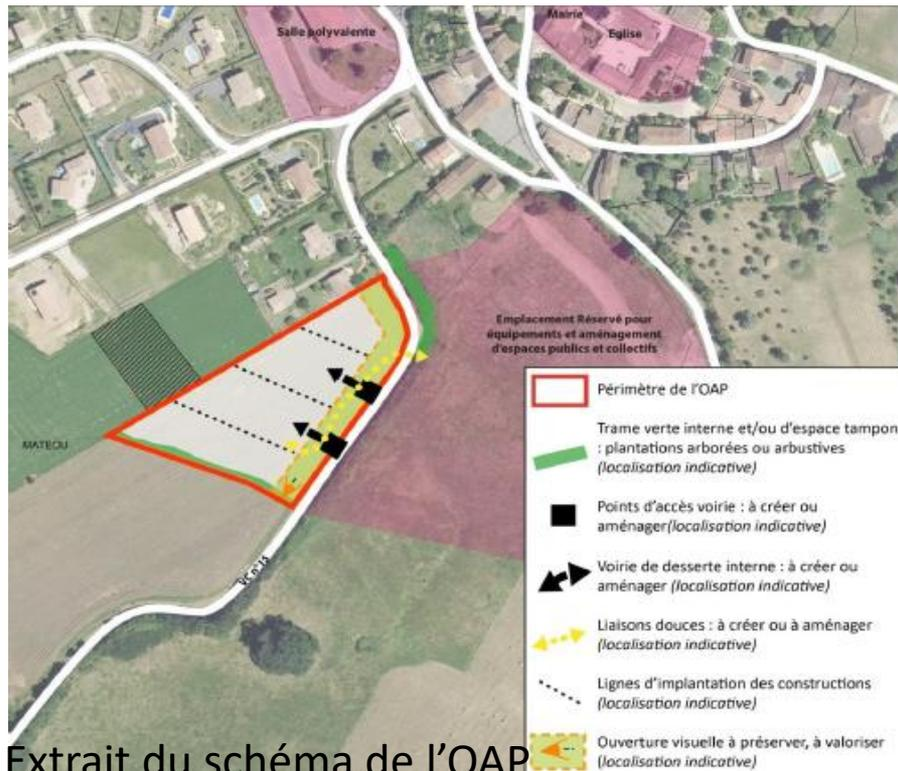 Salle polyvalente
Mairie
Eglise
Emplacement Réservé pour
équipements et aménagement
d'espaces publics et collectifs
MATEOU
VC n° 15
Périmètre de l'OAP
Trame verte interne et/ou d'espace tampon
: plantations arborées ou arbustives
(localisation indicative)
Points d'accès voirie : à créer ou
aménager(localisation indicative)
Voirie de desserte interne : à créer ou
aménager (localisation indicative)
Liaisons douces : à créer ou à aménager
(localisation indicative)
Lignes d'implantation des constructions
(localisation indicative)
Ouverture visuelle à préserver, à valoriser
(localisation indicative)
Extrait du schéma de l'OAP